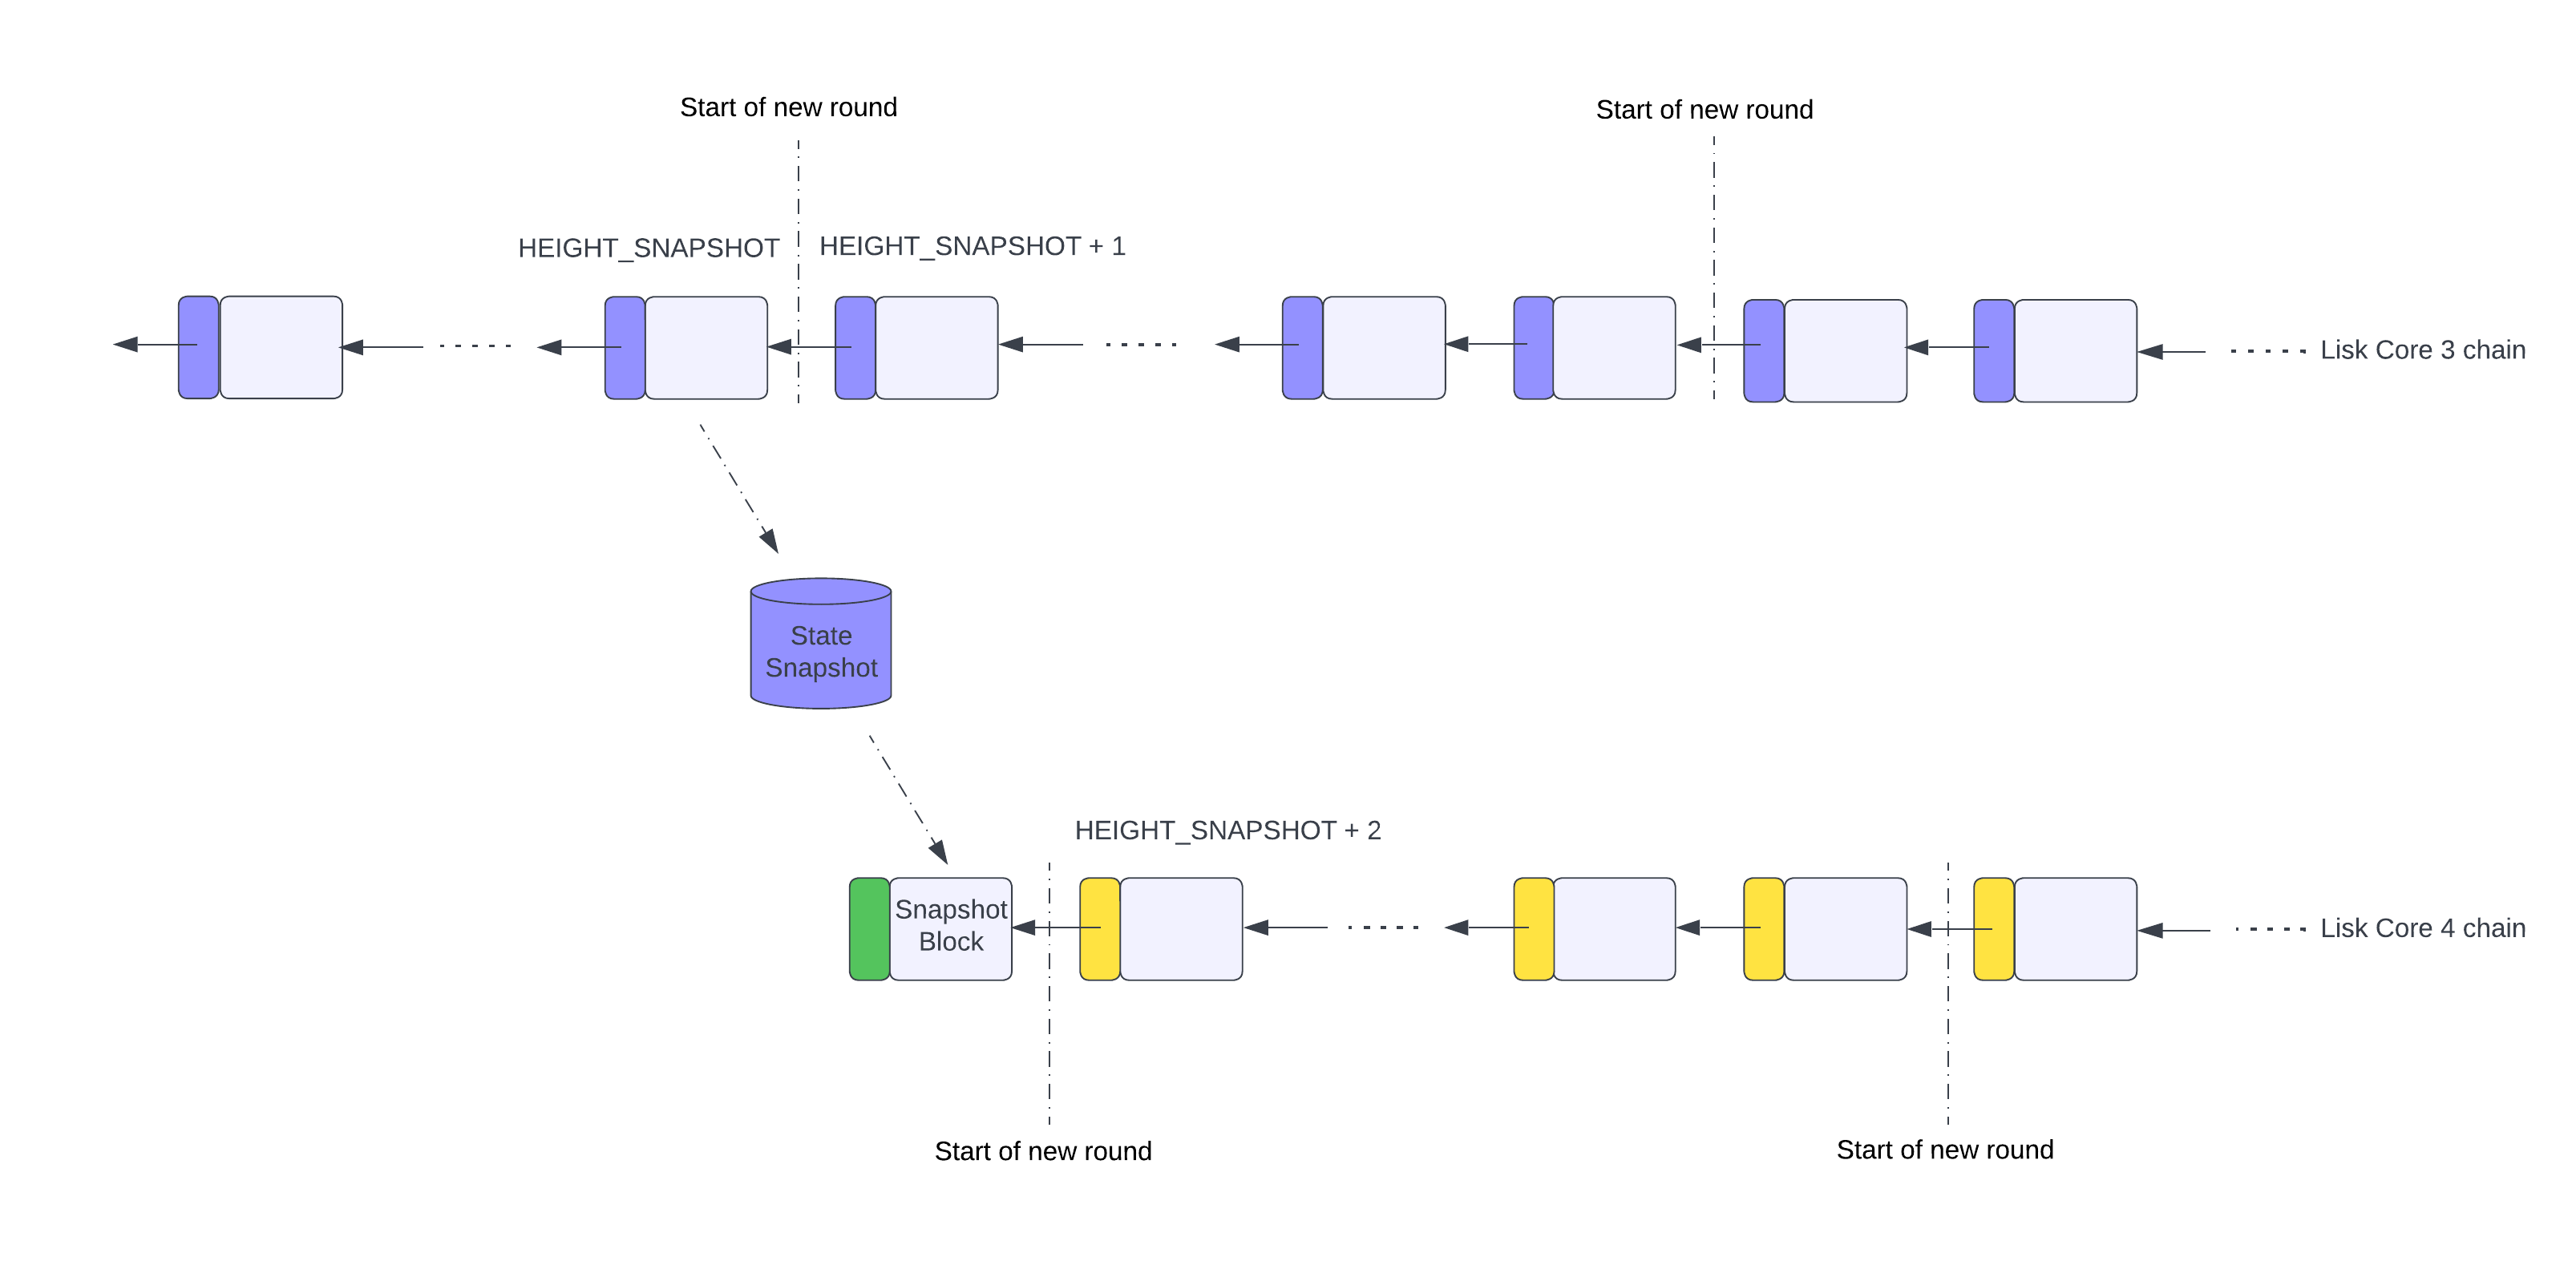 Start of new round
Start of new round
HEIGHT_SNAPSHOT
HEIGHT_SNAPSHOT + 1
Lisk Core 3 chain
State
Snapshot
HEIGHT_SNAPSHOT + 2
Snapshot
Block
Lisk Core 4 chain
Start of new round
Start of new round